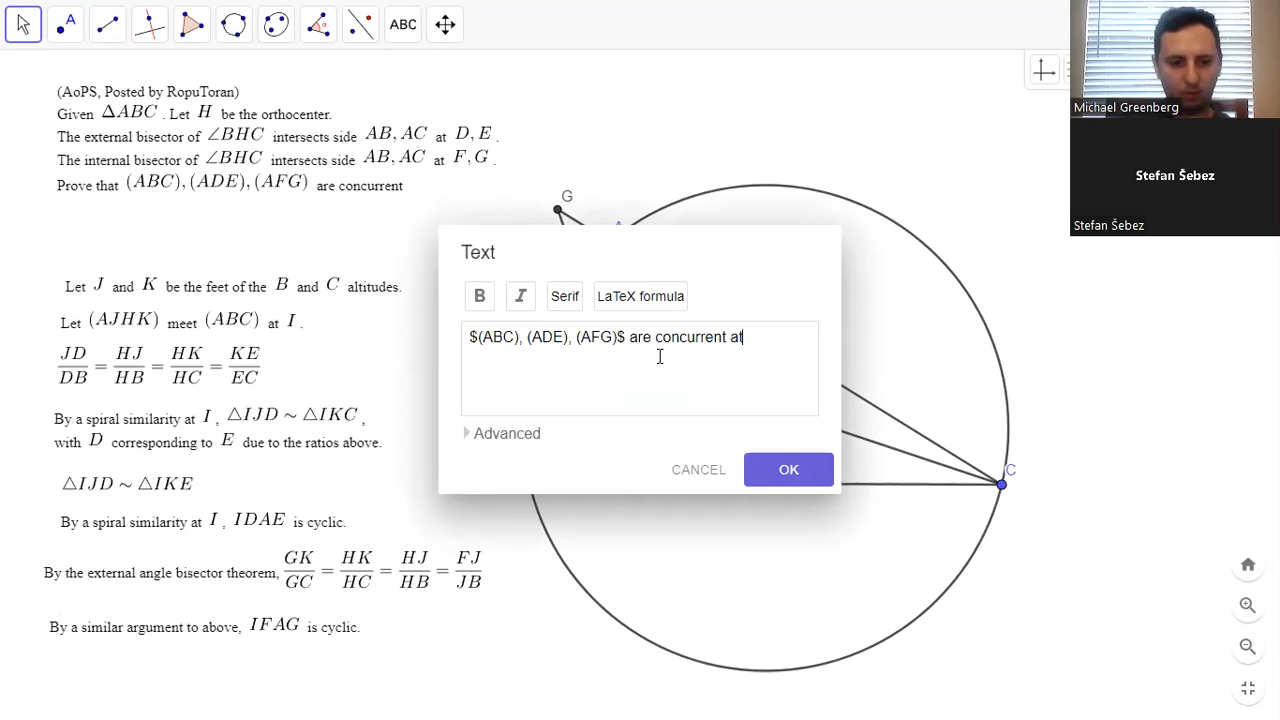 ABC
(AoPS, Posted by RopuToran)
Given ΔABC . Let H be the orthocenter.
The external bisector of ∠BHC intersects side AB, AC at D, E .
The internal bisector of ∠BHC intersects side AB, AC at F, G .
Prove that (ABC), (ADE), (AFG) are concurrent
Let J and K be the feet of the B and C altitudes.
Let (AJHK) meet (ABC) at I .
JD/DB = HJ/HB = HK/HC = KE/EC
By a spiral similarity at I , △IJD ∼ △IKC ,
with D corresponding to E due to the ratios above.
△IJD ∼ △IKE
By a spiral similarity at I , IDAE is cyclic.
By the external angle bisector theorem, GK/GC = HK/HC = HJ/HB = FJ/JB
By a similar argument to above, IFAG is cyclic.
G
A
C
Text
B I Serif LaTeX formula
$(ABC), (ADE), (AFG)$ are concurrent at
Advanced
CANCEL OK
Michael Greenberg
Stefan Šebez
Stefan Šebez